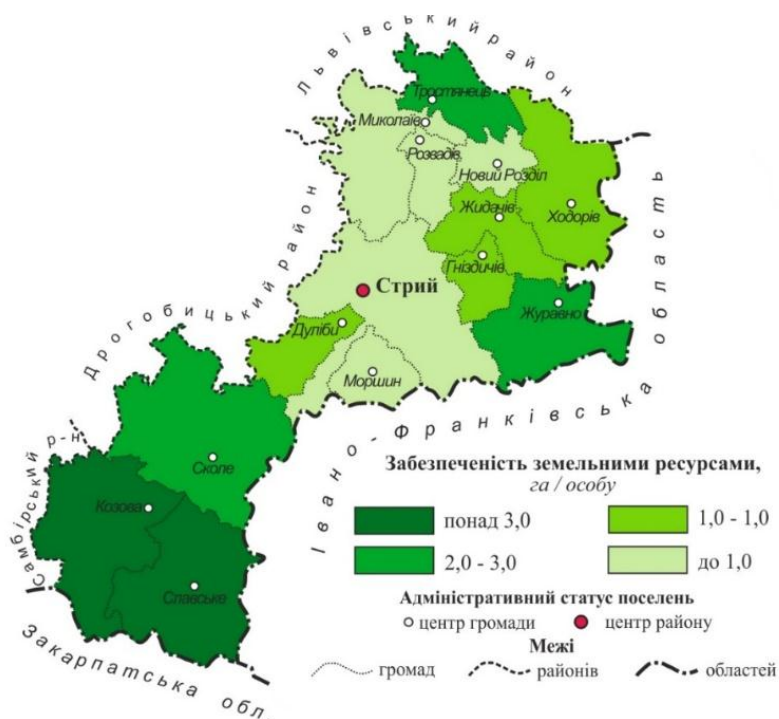 Львівський район
Тростянець
Миколаїв
Розвадів
Новий Розділ
Жидачів
Ходорів
Гніздичів
Стрий
Журавно
Дуліби
Моршин
Дрогобицький район
область
Івано-Франківська
Сколе
Самбірський р-н
Козова
Славське
Закарпатська обл.
Забезпеченість земельними ресурсами,
га / особу
понад 3,0
1,0 - 1,0
2,0 - 3,0
до 1,0
Адміністративний статус поселень
центр громади
центр району
Межі
громад
районів
областей